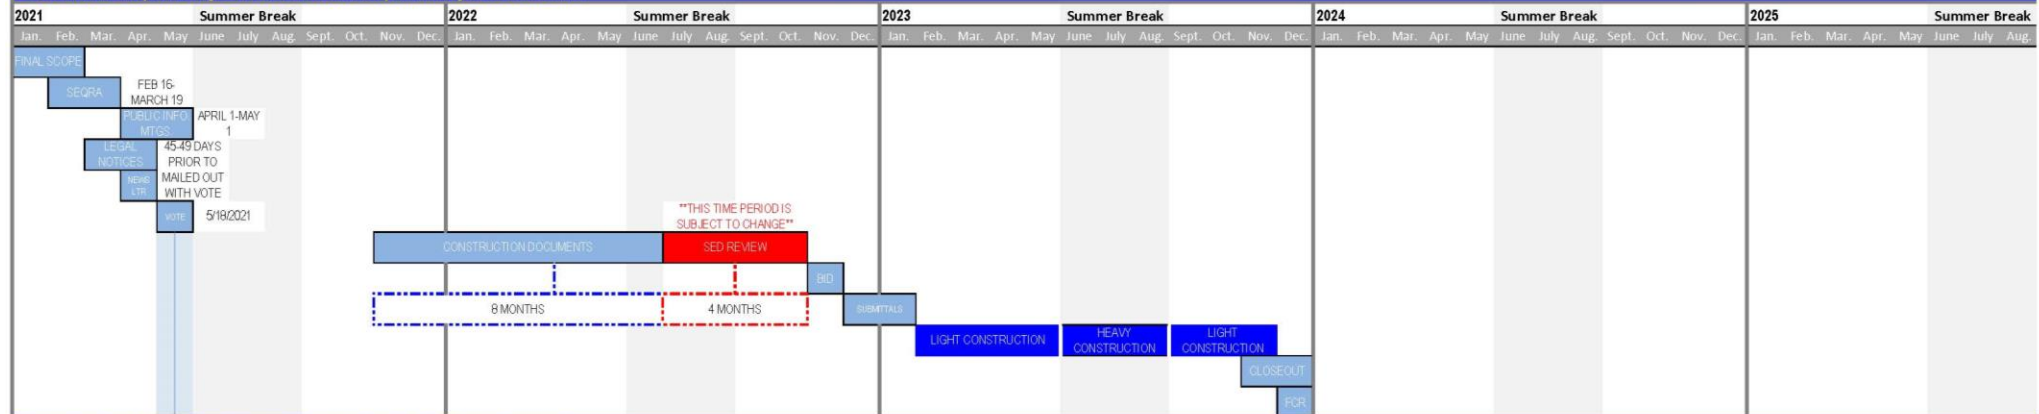 2021 Summer Break 2022 Summer Break 2023 Summer Break 2024 Summer Break 2025 Summer Break
Jan. Feb. Mar. Apr. May June July Aug. Sept. Oct. Nov. Dec. Jan. Feb. Mar. Apr. May June July Aug. Sept. Oct. Nov. Dec. Jan. Feb. Mar. Apr. May June July Aug. Sept. Oct. Nov. Dec. Jan. Feb. Mar. Apr. May June July Aug. Sept. Oct. Nov. Dec. Jan. Feb. Mar. Apr. May June July Aug.
FINAL SCOPE
SEQRA
FEB 16-
MARCH 19
PUBLIC INFO
MTGS.
APRIL 1-MAY
1
LEGAL
NOTICES
45-49 DAYS
PRIOR TO
NEWS
LTR
MAILED OUT
WITH VOTE
VOTE
5/18/2021
**THIS TIME PERIOD IS
SUBJECT TO CHANGE**
CONSTRUCTION DOCUMENTS
SED REVIEW
BID
8 MONTHS
4 MONTHS
SUBMITTALS
LIGHT CONSTRUCTION
HEAVY
CONSTRUCTION
LIGHT
CONSTRUCTION
CLOSEOUT
FCR